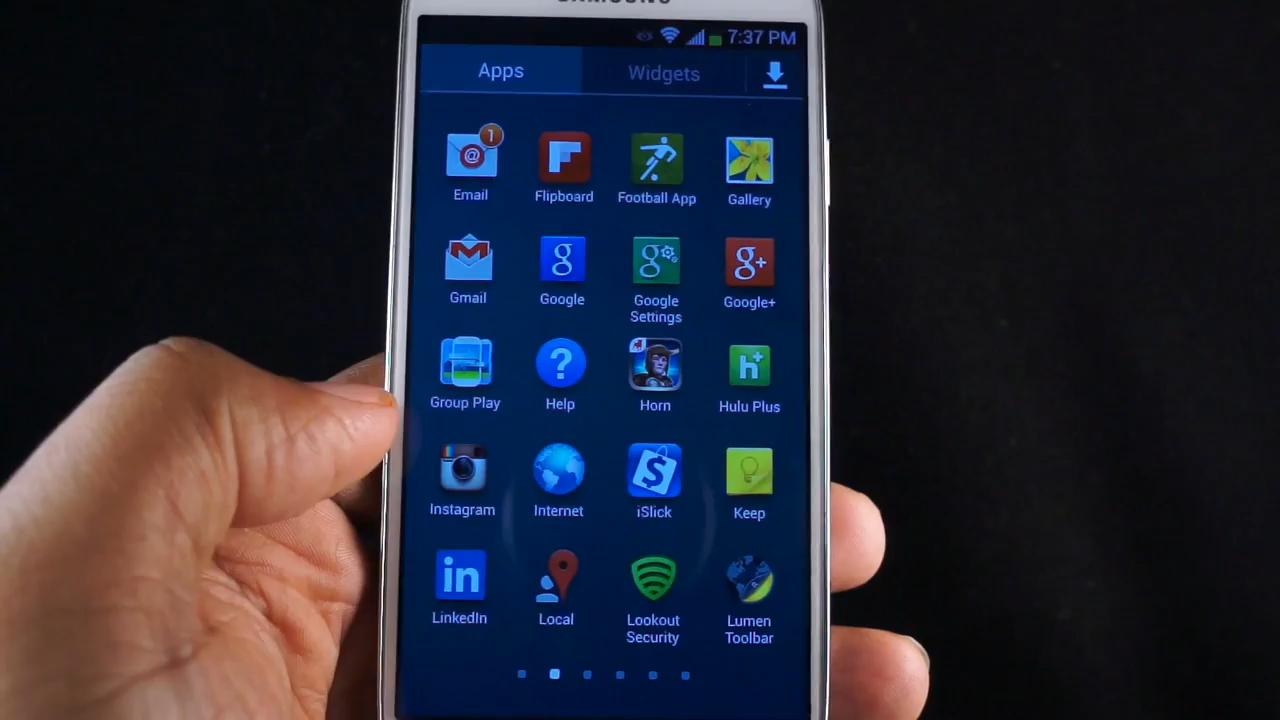 SAMSUNG
7:37 PM
Apps Widgets
1
@
Email Flipboard Football App Gallery
g g g+
Gmail Google Google Settings Google+
?
h+
Group Play Help Horn Hulu Plus
S
Instagram Internet iSlick Keep
in
LinkedIn Local Lookout Security Lumen Toolbar